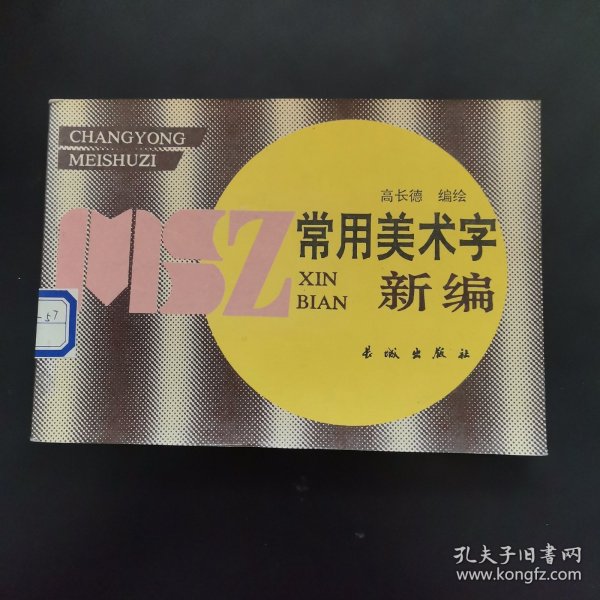 CHANGYONG
MEISHUZI
高长德 编绘
MSZ
常用美术字
XIN
BIAN
新编
-57
长城出版社
孔夫子旧书网
www.kongfz.com